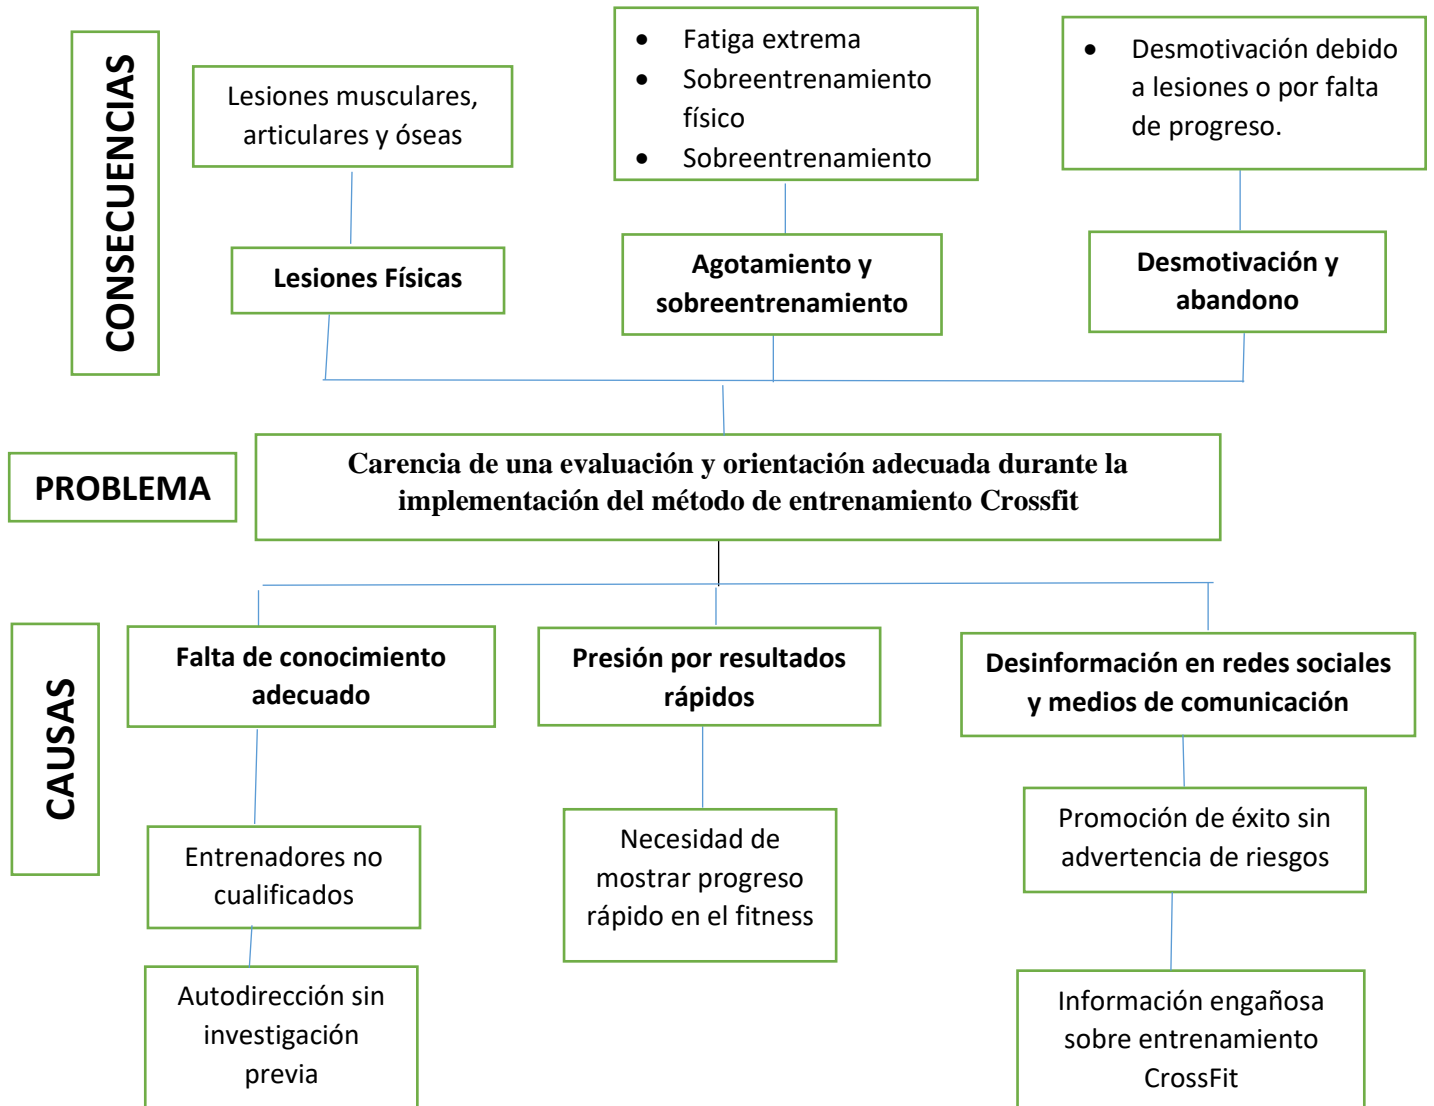 CONSECUENCIAS
Lesiones musculares,
articulares y óseas
• Fatiga extrema
• Sobreentrenamiento
físico
• Sobreentrenamiento
• Desmotivación debido
a lesiones o por falta
de progreso.
Lesiones Físicas
Agotamiento y
sobreentrenamiento
Desmotivación y
abandono
PROBLEMA
Carencia de una evaluación y orientación adecuada durante la
implementación del método de entrenamiento Crossfit
CAUSAS
Falta de conocimiento
adecuado
Presión por resultados
rápidos
Desinformación en redes sociales
y medios de comunicación
Entrenadores no
cualificados
Necesidad de
mostrar progreso
rápido en el fitness
Promoción de éxito sin
advertencia de riesgos
Autodirección sin
investigación
previa
Información engañosa
sobre entrenamiento
CrossFit